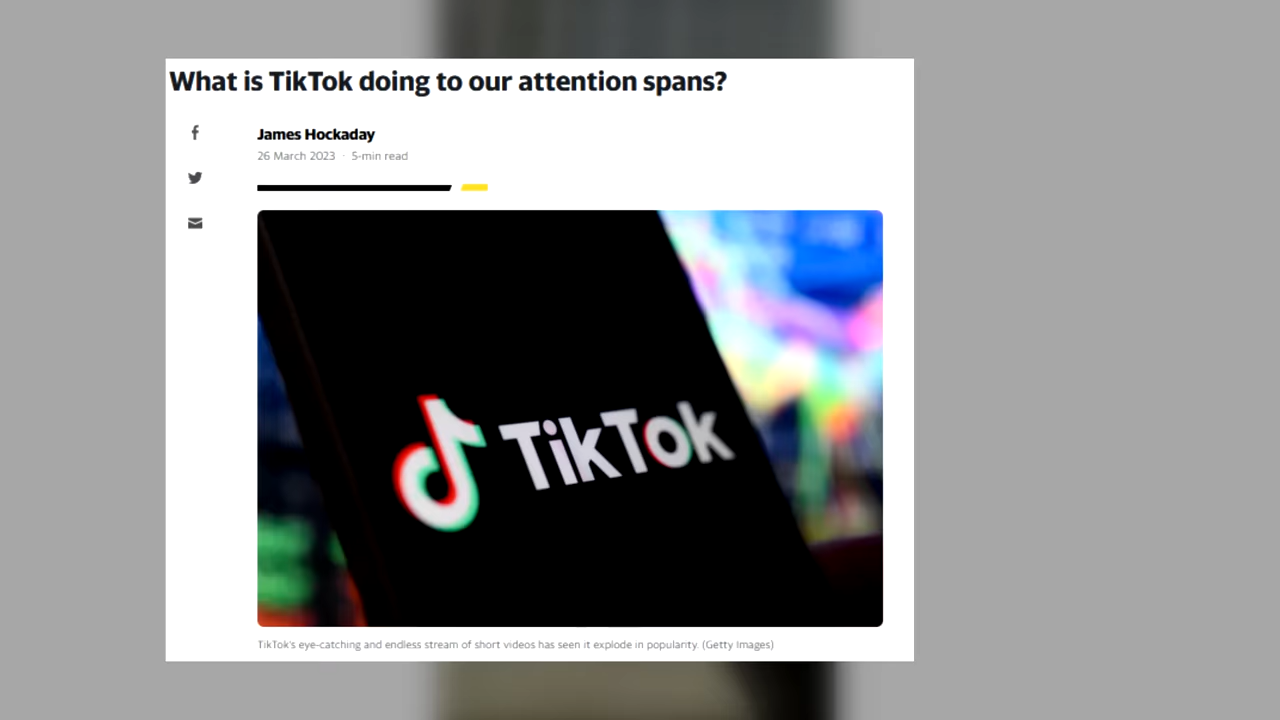 What is TikTok doing to our attention spans?
James Hockaday
26 March 2023 · 5-min read
TikTok
TikTok's eye-catching and endless stream of short videos has seen it explode in popularity. (Getty Images)